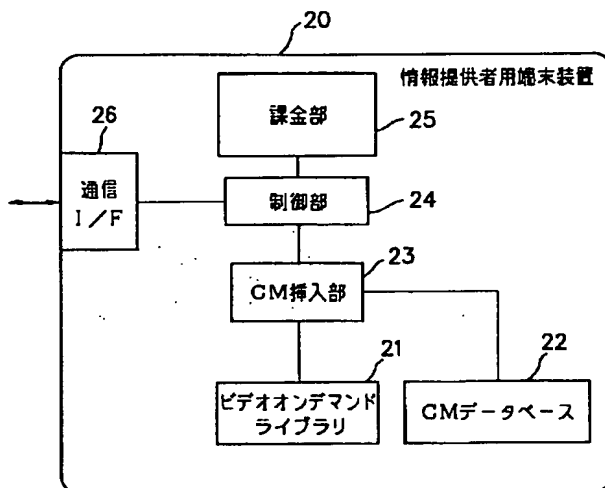 20
情報提供者用端末装置
26
課金部
25
通信
I/F
制御部
24
23
CM挿入部
21
22
ビデオオンデマンド
ライブラリ
CMデータベース